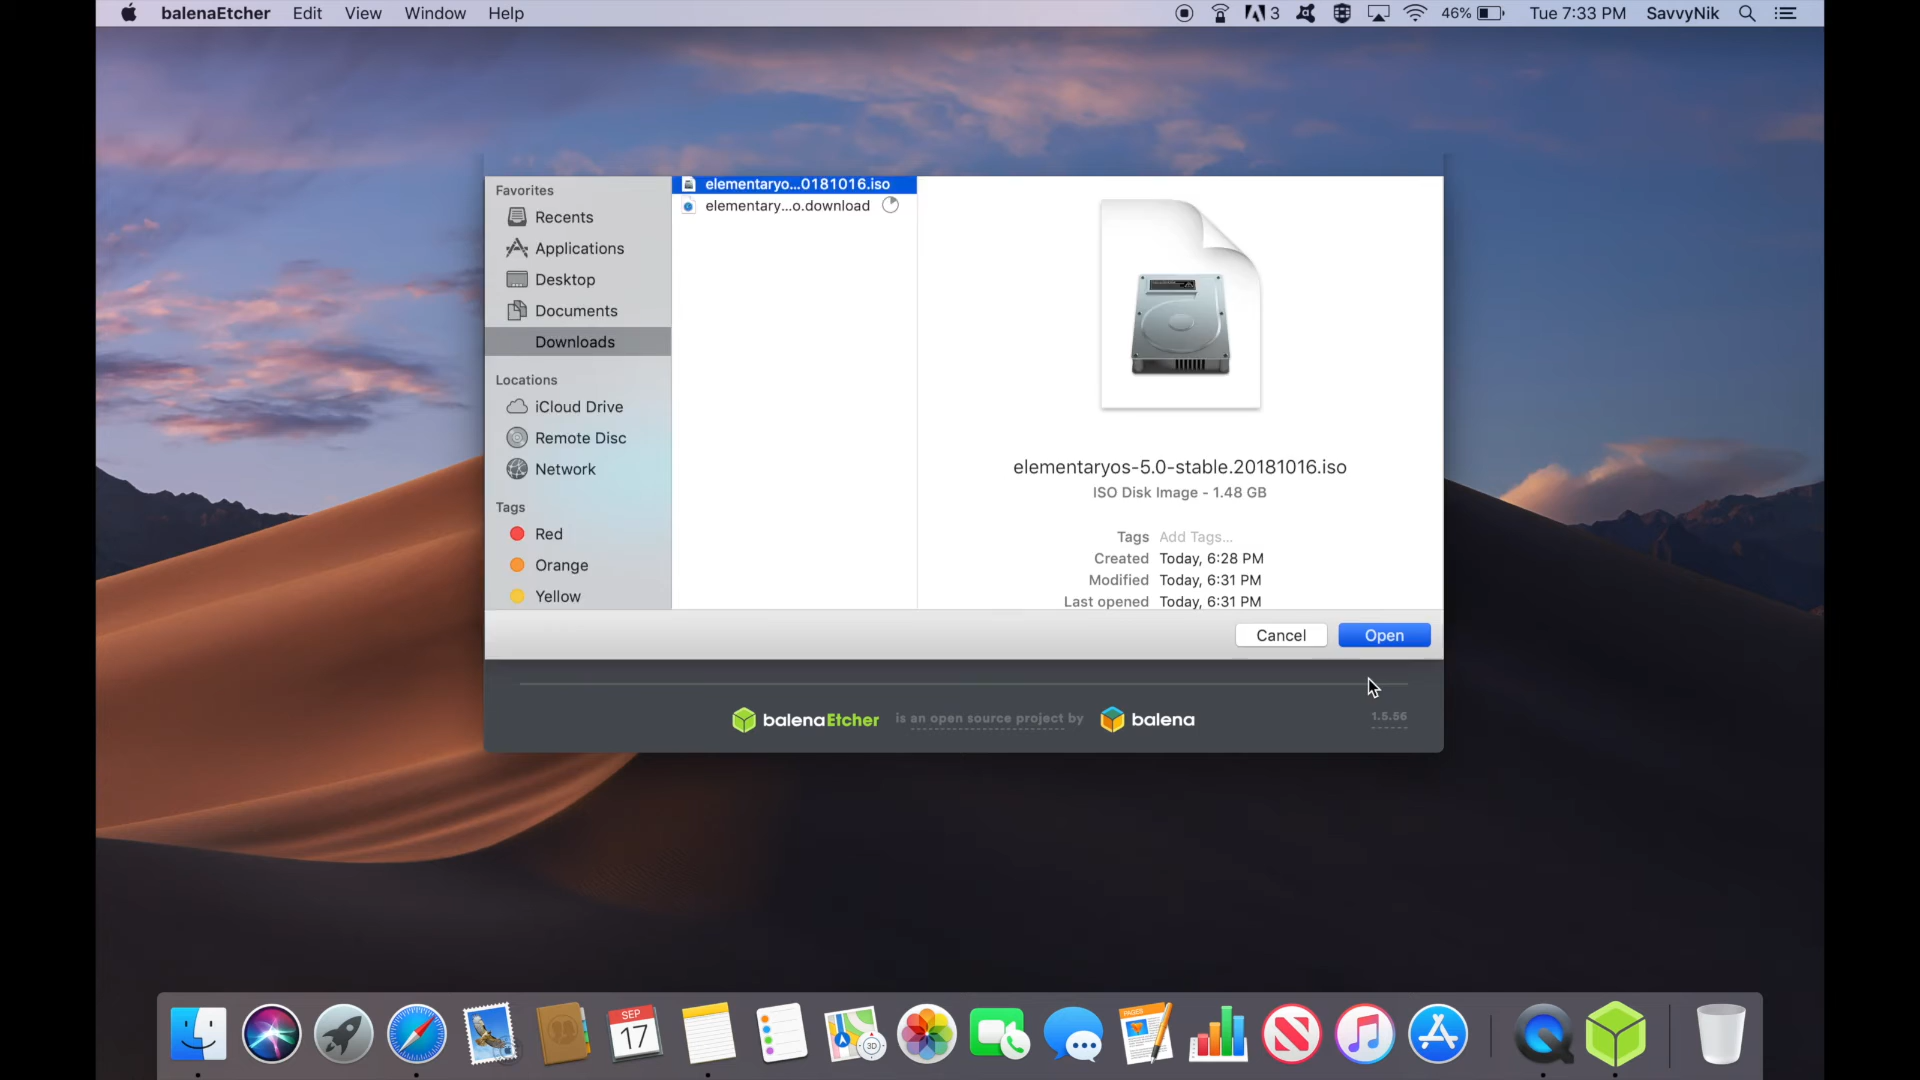 balenaEtcher Edit View Window Help
3 46% Tue 7:33 PM SavvyNik
Favorites
Recents
Applications
Desktop
Documents
Downloads
Locations
iCloud Drive
Remote Disc
Network
Tags
Red
Orange
Yellow
elementaryo...0181016.iso
elementary...o.download
elementaryos-5.0-stable.20181016.iso
ISO Disk Image - 1.48 GB
Tags Add Tags...
Created Today, 6:28 PM
Modified Today, 6:31 PM
Last opened Today, 6:31 PM
Cancel Open
balenaEtcher is an open source project by balena 1.5.56
SEP
17
PAGES
3D